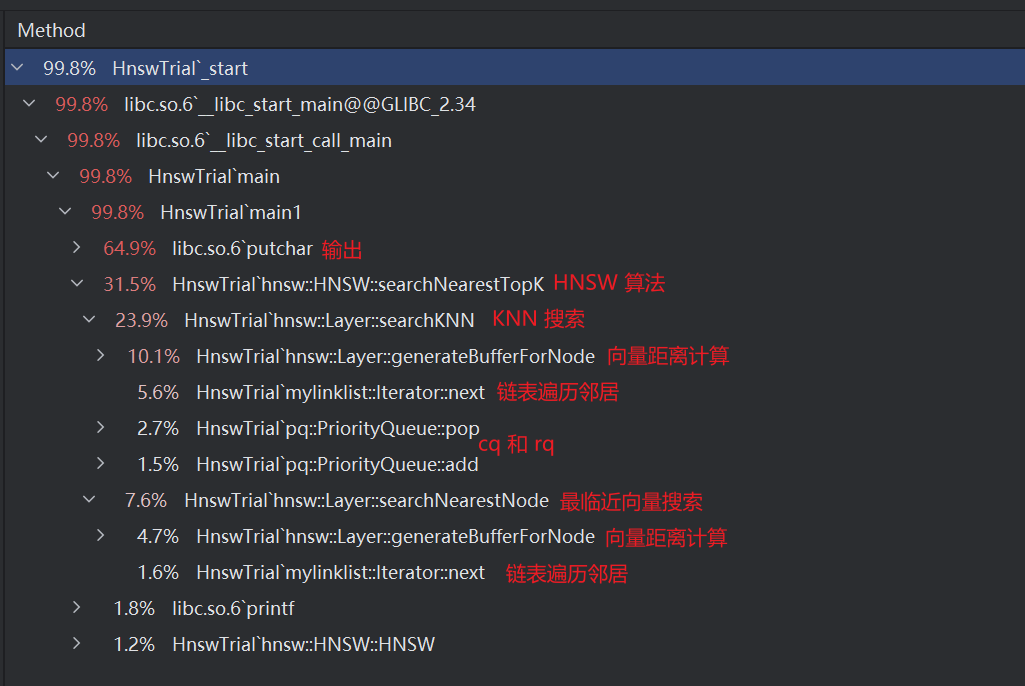 Method
99.8% HnswTrial`_start
99.8% libc.so.6`__libc_start_main@@GLIBC_2.34
99.8% libc.so.6`__libc_start_call_main
99.8% HnswTrial`main
99.8% HnswTrial`main1
64.9% libc.so.6`putchar 输出
31.5% HnswTrial`hnsw::HNSW::searchNearestTopK HNSW 算法
23.9% HnswTrial`hnsw::Layer::searchKNN KNN 搜索
10.1% HnswTrial`hnsw::Layer::generateBufferForNode 向量距离计算
5.6% HnswTrial`mylinklist::Iterator::next 链表遍历邻居
2.7% HnswTrial`pq::PriorityQueue::pop
cq 和 rq
1.5% HnswTrial`pq::PriorityQueue::add
7.6% HnswTrial`hnsw::Layer::searchNearestNode 最临近向量搜索
4.7% HnswTrial`hnsw::Layer::generateBufferForNode 向量距离计算
1.6% HnswTrial`mylinklist::Iterator::next 链表遍历邻居
1.8% libc.so.6`printf
1.2% HnswTrial`hnsw::HNSW::HNSW